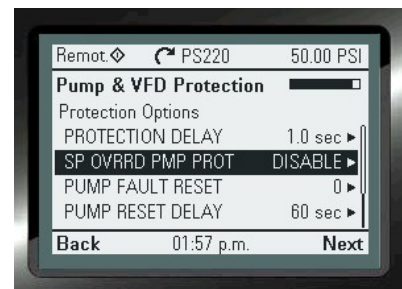 Remot. PS220 50.00 PSI
Pump & VFD Protection
Protection Options
PROTECTION DELAY 1.0 sec
SP OVRRD PMP PROT DISABLE
PUMP FAULT RESET 0
PUMP RESET DELAY 60 sec
Back 01:57 p.m. Next